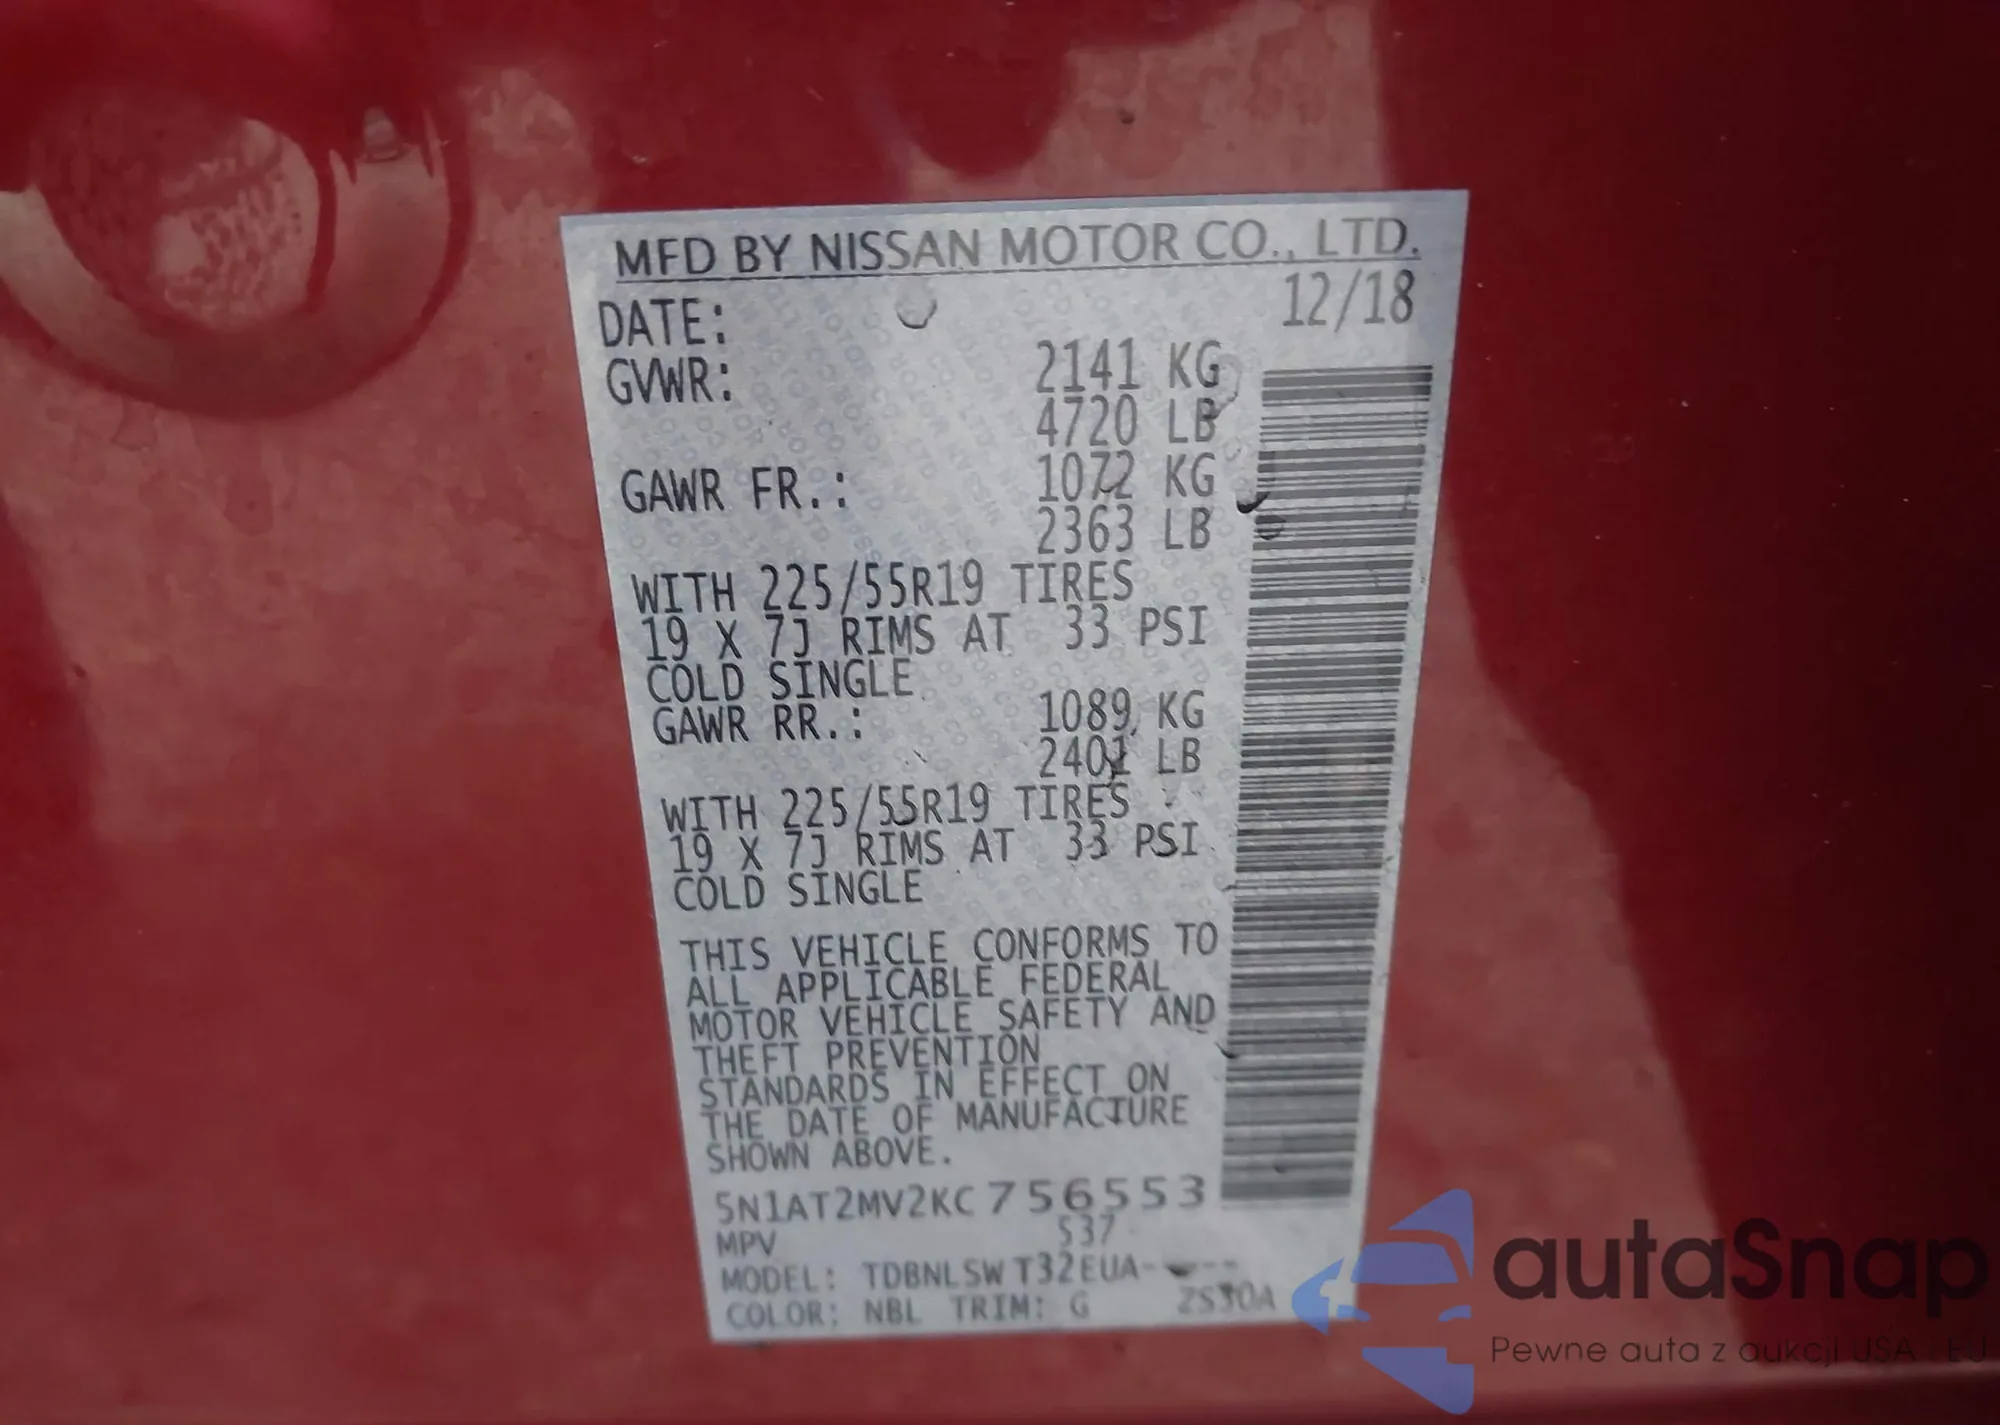 MFD BY NISSAN MOTOR CO., LTD.
DATE: 12/18
GVWR: 2141 KG
4720 LB
GAWR FR.: 1072 KG
2363 LB
WITH 225/55R19 TIRES
19 X 7J RIMS AT 33 PSI
COLD SINGLE
GAWR RR.: 1089 KG
2401 LB
WITH 225/55R19 TIRES
19 X 7J RIMS AT 33 PSI
COLD SINGLE
THIS VEHICLE CONFORMS TO
ALL APPLICABLE FEDERAL
MOTOR VEHICLE SAFETY AND
THEFT PREVENTION
STANDARDS IN EFFECT ON
THE DATE OF MANUFACTURE
SHOWN ABOVE.
5N1AT2MV2KC756553
MPV S37
MODEL: TDBNLSW T32EUA-
COLOR: NBL TRIM: G
autaSnap
Pewne auta z aukcji USA i EU